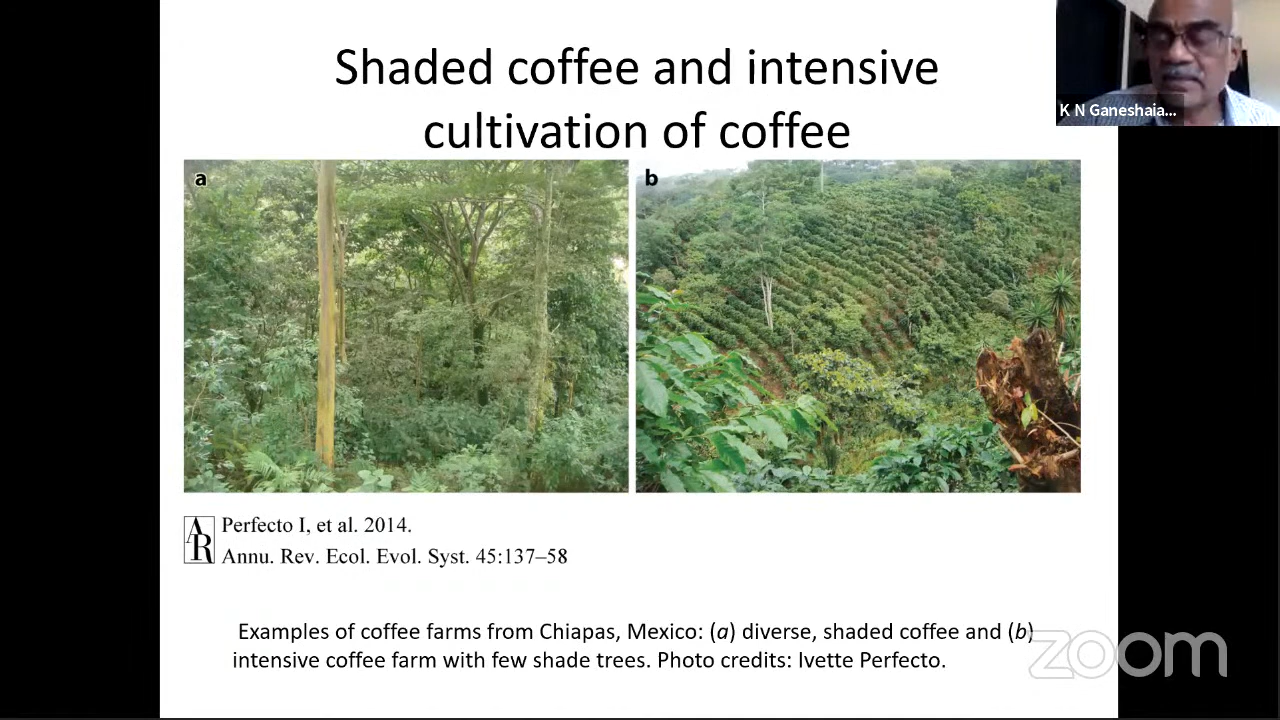 Shaded coffee and intensive
cultivation of coffee
K N Ganeshaia...
a
b
AR
Perfecto I, et al. 2014.
Annu. Rev. Ecol. Evol. Syst. 45:137–58
Examples of coffee farms from Chiapas, Mexico: (a) diverse, shaded coffee and (b)
intensive coffee farm with few shade trees. Photo credits: Ivette Perfecto.
zoom